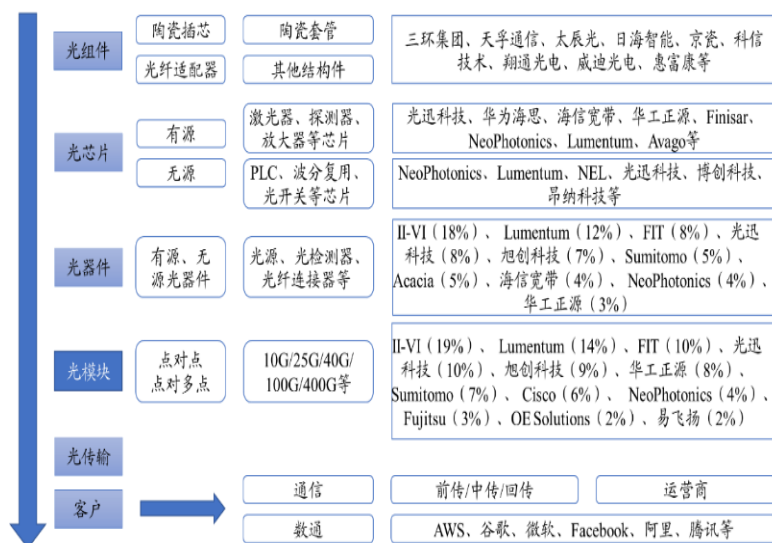 光组件
陶瓷插芯
陶瓷套管
光纤适配器
其他结构件
三环集团、天孚通信、太辰光、日海智能、京瓷、科信
技术、翔通光电、威迪光电、惠富康等
光芯片
有源
激光器、探测器、
放大器等芯片
光迅科技、华为海思、海信宽带、华工正源、Finisar、
NeoPhotonics、Lumentum、Avago等
无源
PLC、波分复用、
光开关等芯片
NeoPhotonics、Lumentum、NEL、光迅科技、博创科技、
昂纳科技等
光器件
有源、无
源光器件
光源、光检测器、
光纤连接器等
II-VI（18%）、 Lumentum（12%）、FIT（8%）、光迅
科技（8%）、旭创科技（7%）、Sumitomo（5%）、
Acacia（5%）、海信宽带（4%）、 NeoPhotonics（4%）、
华工正源（3%）
光模块
点对点
点对多点
10G/25G/40G/
100G/400G等
II-VI（19%）、 Lumentum（14%）、FIT（10%）、光迅
科技（10%）、旭创科技（9%）、华工正源（8%）、
Sumitomo（7%）、Cisco（6%）、 NeoPhotonics（4%）、
Fujitsu（3%）、OE Solutions（2%）、易飞扬（2%）
光传输
客户
通信
前传/中传/回传
运营商
数通
AWS、谷歌、微软、Facebook、阿里、腾讯等